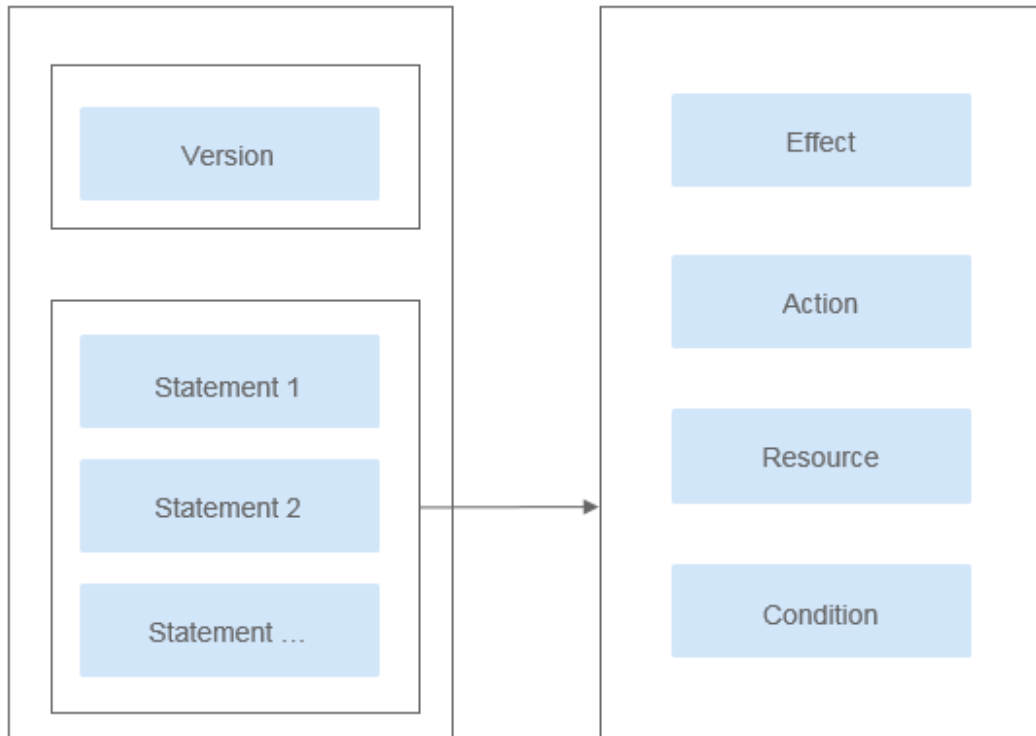 Version
Statement 1
Statement 2
Statement ...
Effect
Action
Resource
Condition